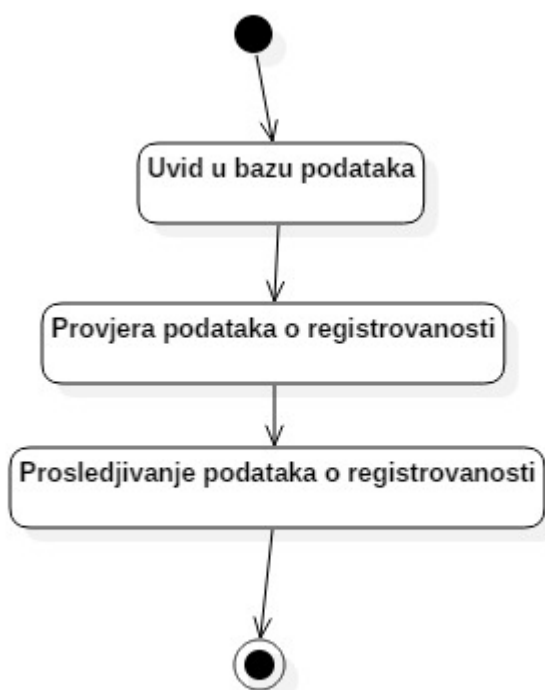 Uvid u bazu podataka
Provjera podataka o registrovanosti
Prosledjivanje podataka o registrovanosti